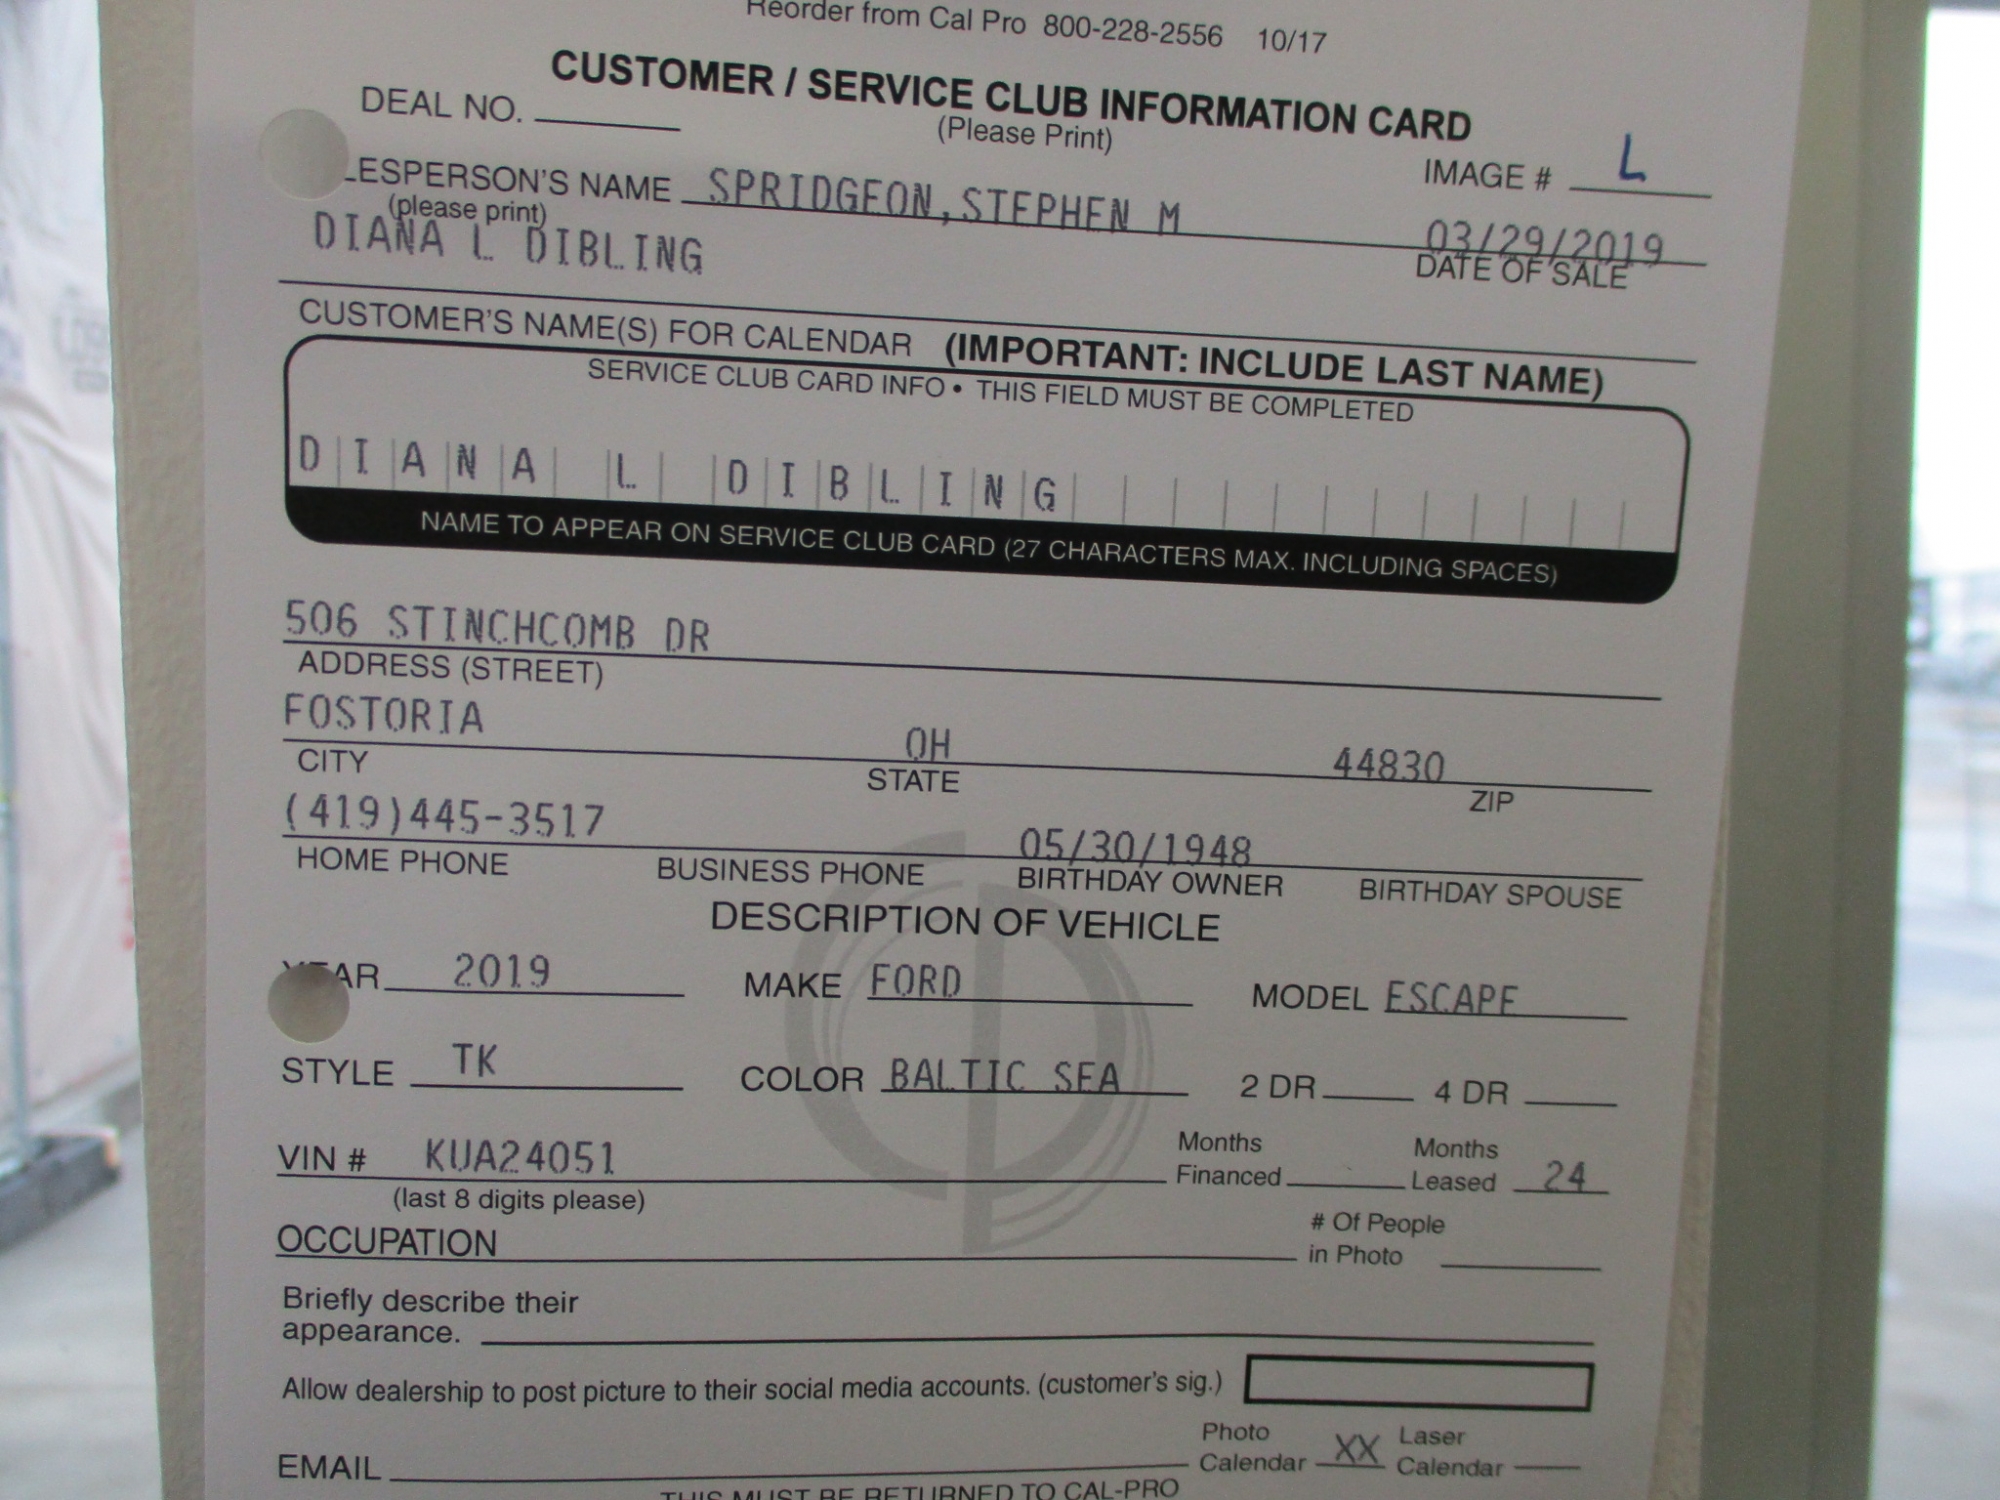 Reorder from Cal Pro 800-228-2556 10/17
CUSTOMER / SERVICE CLUB INFORMATION CARD
DEAL NO.
(Please Print)
IMAGE # L
LESPERSON'S NAME SPRIDGEON,STEPHEN M
(please print)
DIANA L DIBLING
03/29/2019
DATE OF SALE
CUSTOMER'S NAME(S) FOR CALENDAR (IMPORTANT: INCLUDE LAST NAME)
SERVICE CLUB CARD INFO • THIS FIELD MUST BE COMPLETED
DIANA L DIBLING
NAME TO APPEAR ON SERVICE CLUB CARD (27 CHARACTERS MAX. INCLUDING SPACES)
506 STINCHCOMB DR
ADDRESS (STREET)
FOSTORIA OH 44830
CITY STATE ZIP
(419)445-3517 05/30/1948
HOME PHONE BUSINESS PHONE BIRTHDAY OWNER BIRTHDAY SPOUSE
DESCRIPTION OF VEHICLE
YEAR 2019 MAKE FORD MODEL ESCAPE
STYLE TK COLOR BALTIC SEA 2 DR 4 DR
VIN # KUA24051 Months Financed Months Leased 24
(last 8 digits please)
OCCUPATION # Of People in Photo
Briefly describe their
appearance.
Allow dealership to post picture to their social media accounts. (customer's sig.)
EMAIL Photo Calendar XX Laser Calendar
THIS MUST BE RETURNED TO CAL-PRO